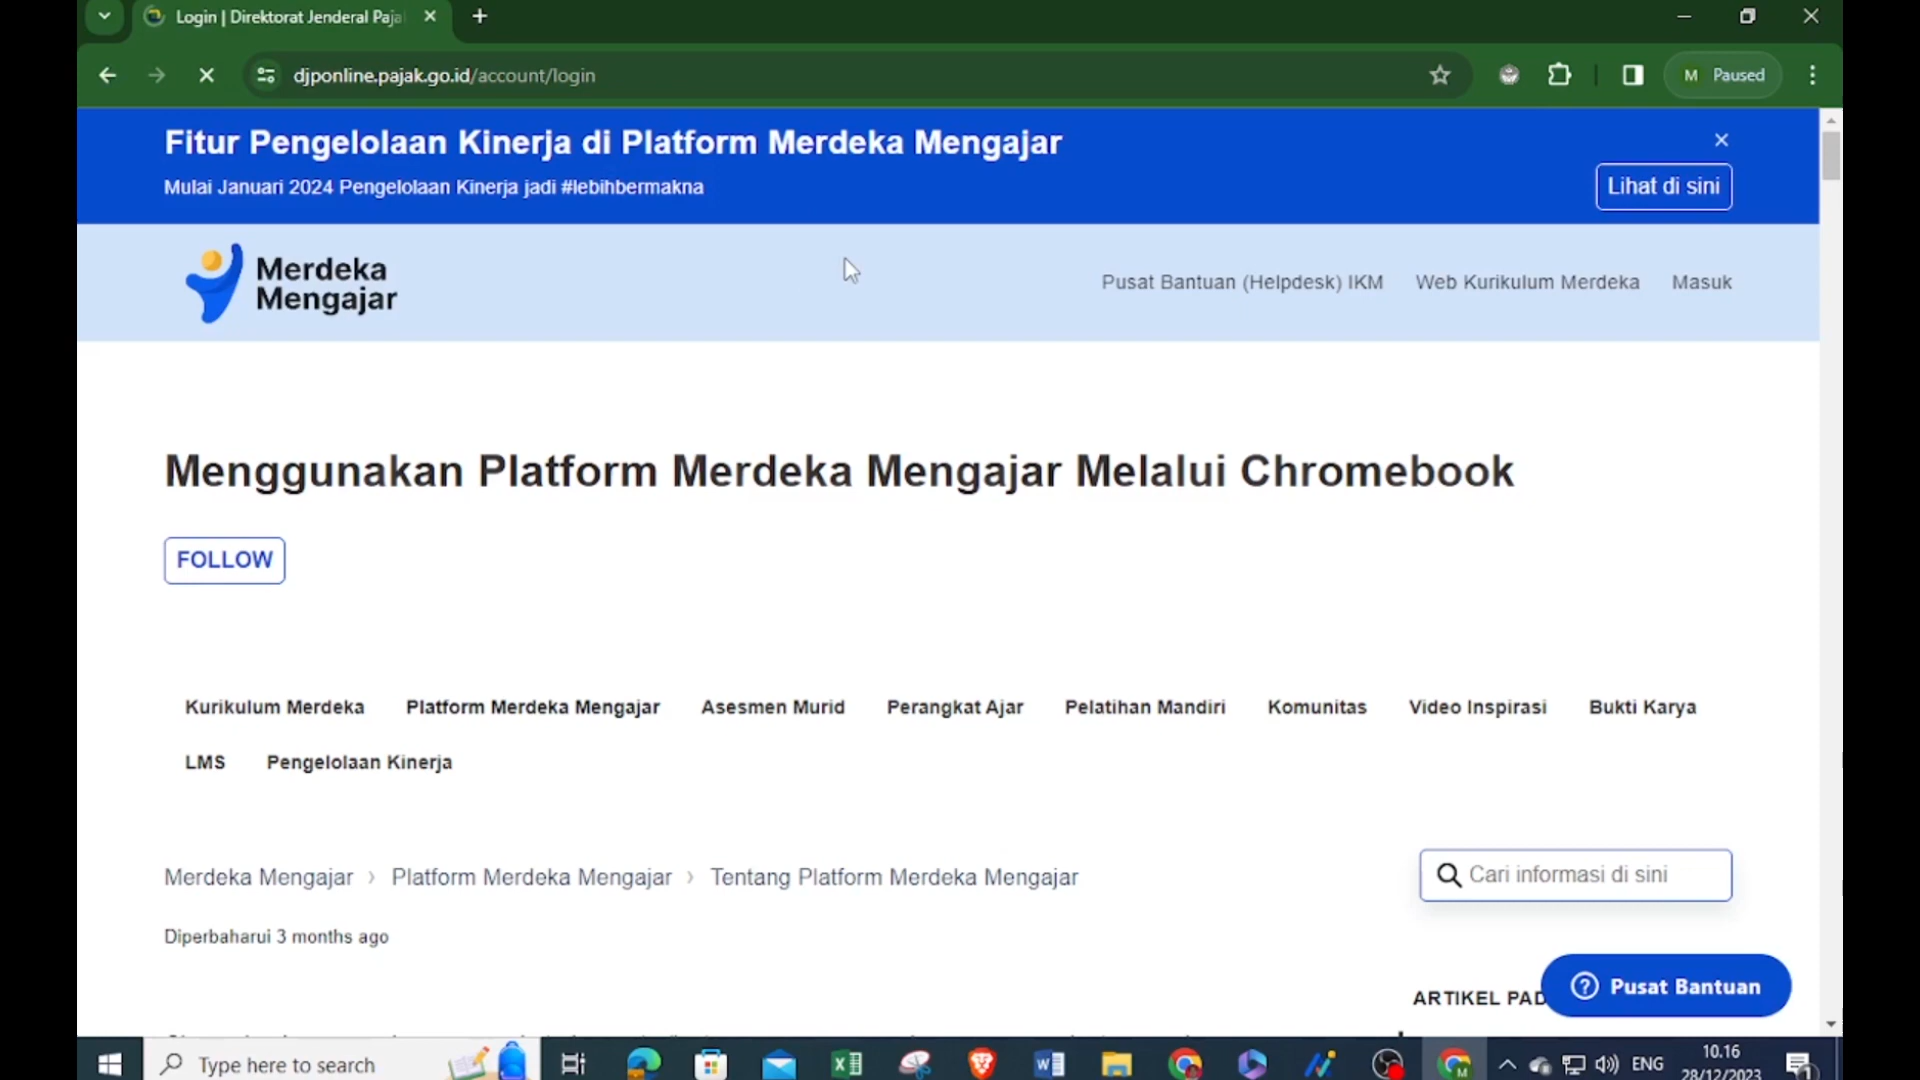 Login | Direktorat Jenderal Paja
djponline.pajak.go.id/account/login
M Paused
Fitur Pengelolaan Kinerja di Platform Merdeka Mengajar
Mulai Januari 2024 Pengelolaan Kinerja jadi #lebihbermakna
Lihat di sini
Merdeka
Mengajar
Pusat Bantuan (Helpdesk) IKM Web Kurikulum Merdeka Masuk
Menggunakan Platform Merdeka Mengajar Melalui Chromebook
FOLLOW
Kurikulum Merdeka Platform Merdeka Mengajar Asesmen Murid Perangkat Ajar Pelatihan Mandiri Komunitas Video Inspirasi Bukti Karya
LMS Pengelolaan Kinerja
Merdeka Mengajar › Platform Merdeka Mengajar › Tentang Platform Merdeka Mengajar
Cari informasi di sini
Diperbaharui 3 months ago
ARTIKEL PAD
Pusat Bantuan
Type here to search
ENG
10.16
28/12/2023